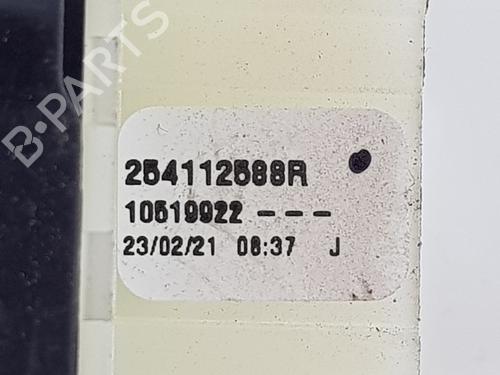 B-PARTS
254112588R
10519922 ---
23/02/21 08:37 J